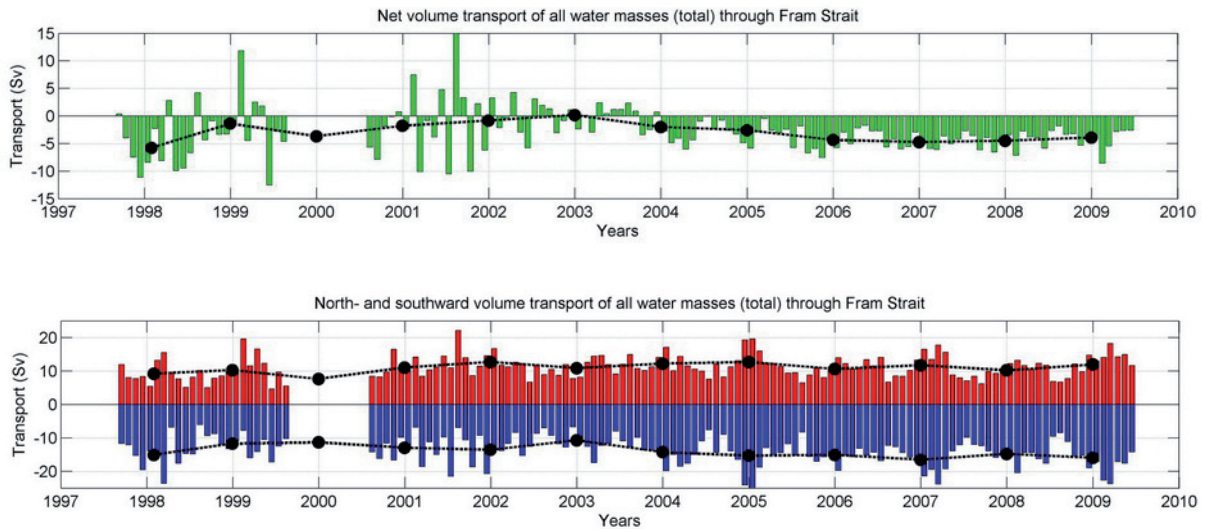 Net volume transport of all water masses (total) through Fram Strait
Transport (Sv)
15
10
5
0
-5
-10
-15
1997 1998 1999 2000 2001 2002 2003 2004 2005 2006 2007 2008 2009 2010
Years
North- and southward volume transport of all water masses (total) through Fram Strait
Transport (Sv)
20
10
0
-10
-20
1997 1998 1999 2000 2001 2002 2003 2004 2005 2006 2007 2008 2009 2010
Years